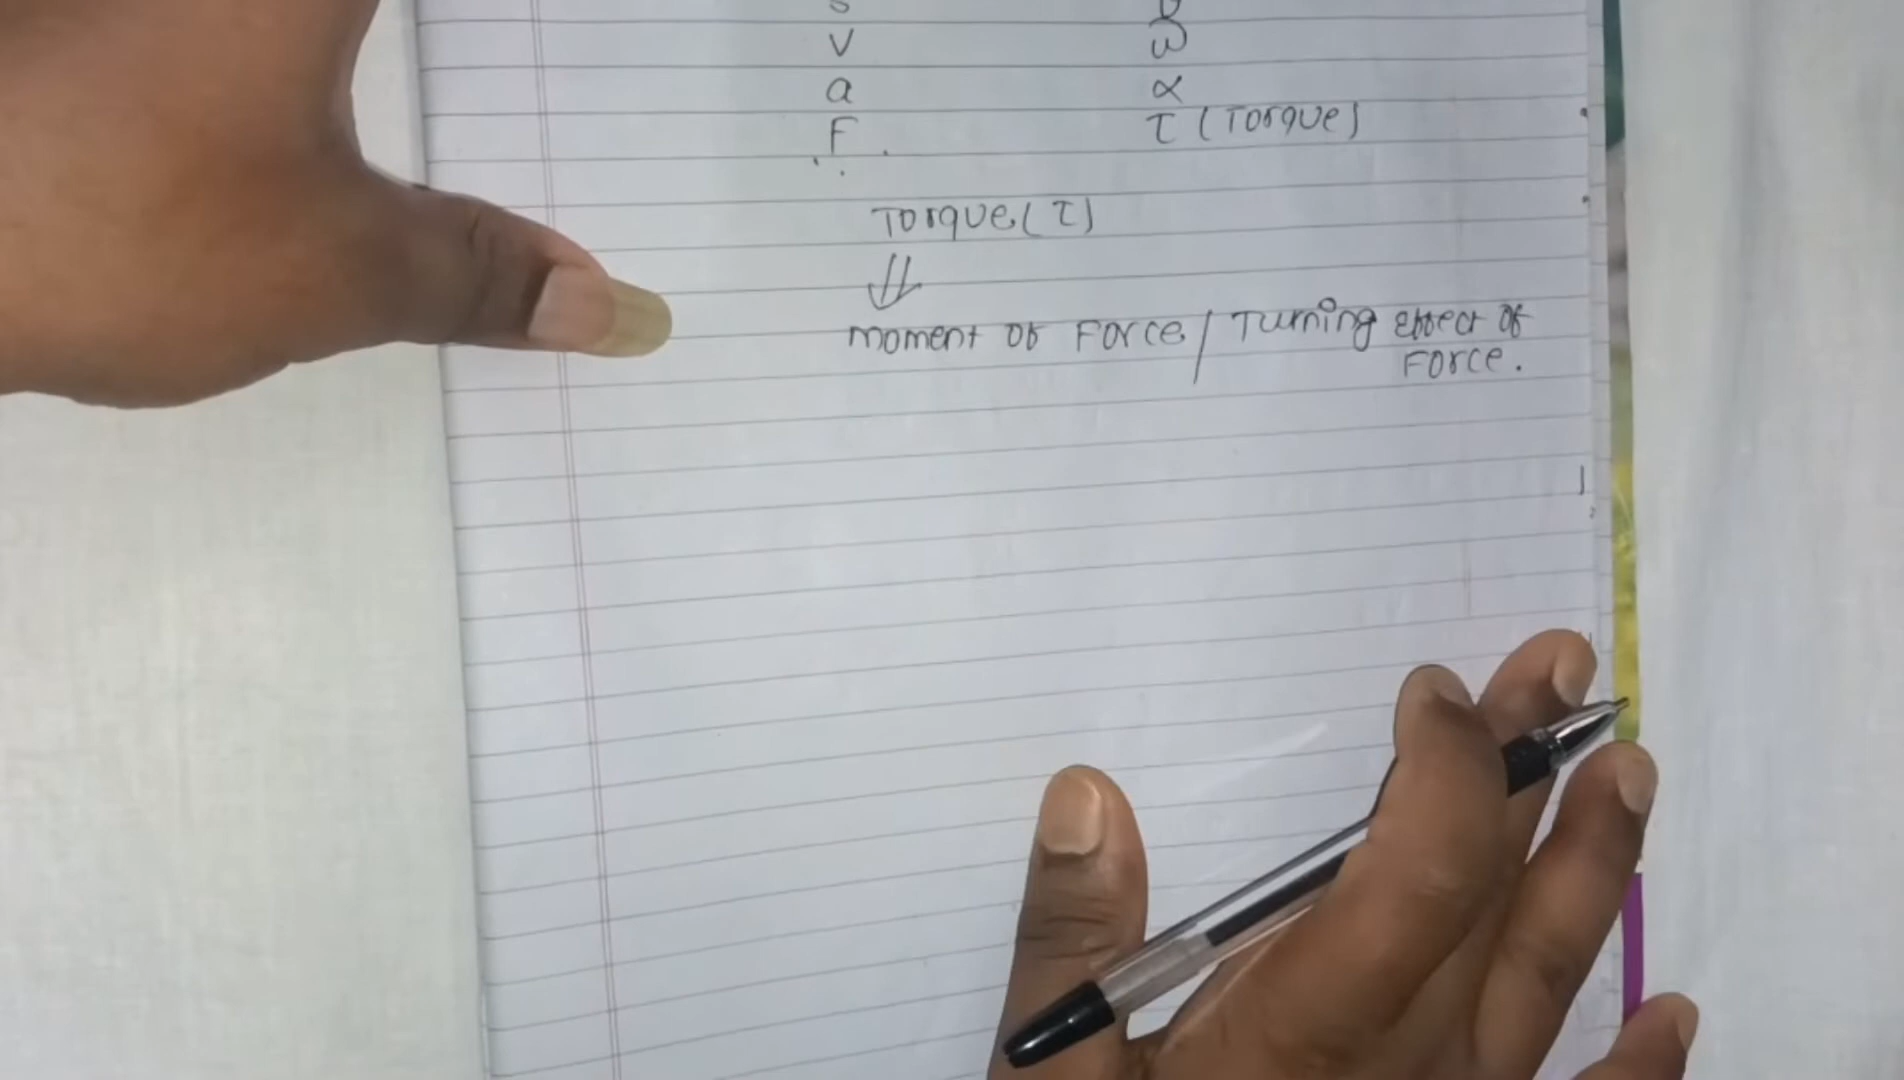 V ω
a α
F τ (Torque)
Torque (τ)
⇓
moment of Force / Turning effect of
Force.